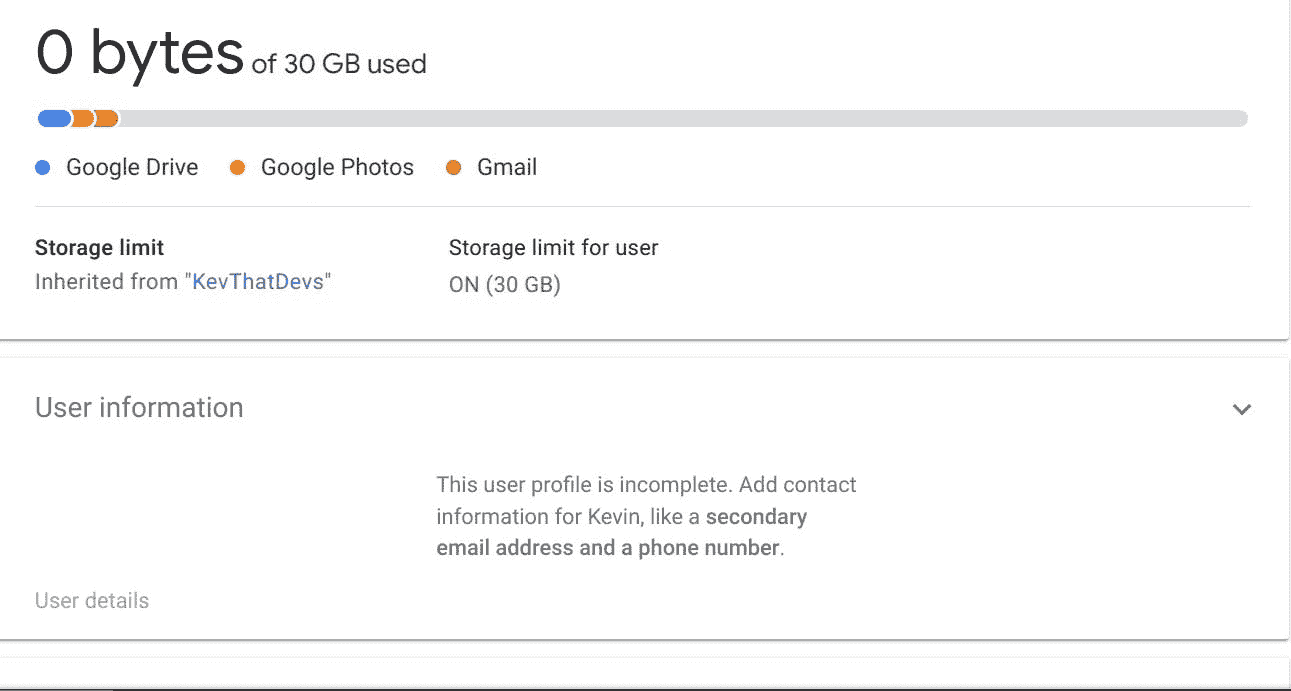 0 bytes of 30 GB used
Google Drive Google Photos Gmail
Storage limit
Inherited from "KevThatDevs"
Storage limit for user
ON (30 GB)
User information
This user profile is incomplete. Add contact
information for Kevin, like a secondary
email address and a phone number.
User details